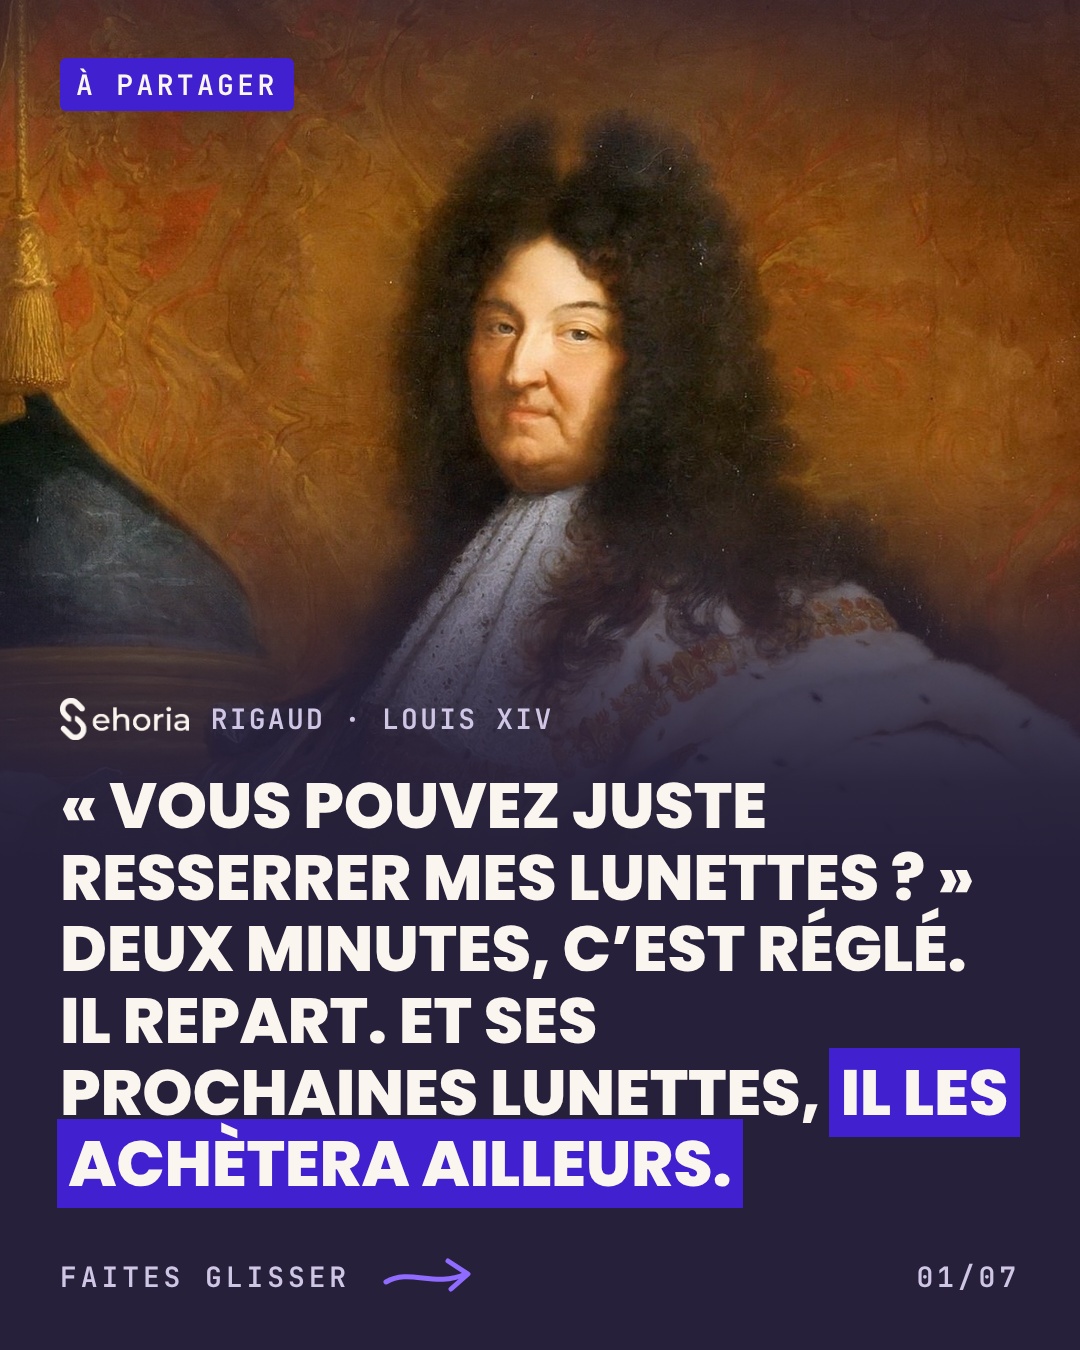 À PARTAGER
Sehoria RIGAUD · LOUIS XIV
« VOUS POUVEZ JUSTE
RESSERRER MES LUNETTES ? »
DEUX MINUTES, C’EST RÉGLÉ.
IL REPART. ET SES
PROCHAINES LUNETTES, IL LES
ACHÈTERA AILLEURS.
FAITES GLISSER
01/07